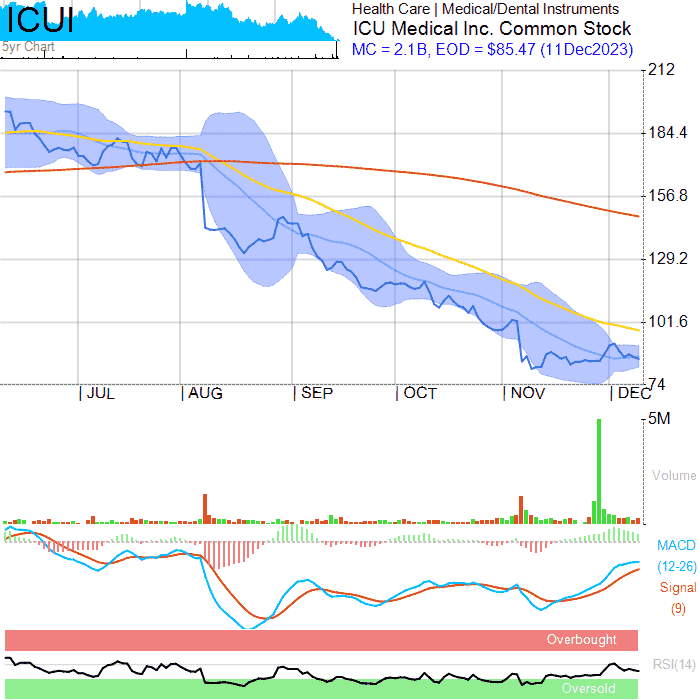 ICUI
Health Care | Medical/Dental Instruments
ICU Medical Inc. Common Stock
5yr Chart
MC = 2.1B, EOD = $85.47 (11Dec2023)
212
184.4
156.8
129.2
101.6
74
JUL AUG SEP OCT NOV DEC
5M
Volume
MACD
(12-26)
Signal
(9)
Overbought
RSI(14)
Oversold